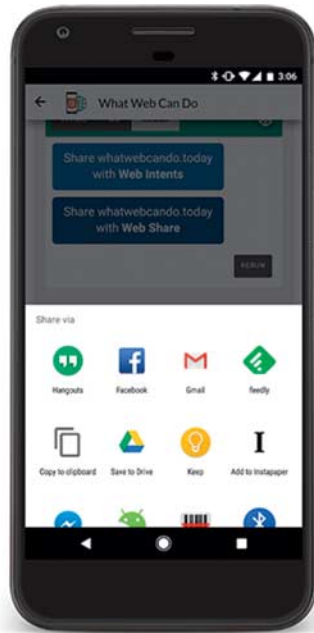 3:06
What Web Can Do
Share whatwebcando.today
with Web Intents
Share whatwebcando.today
with Web Share
RERUN
Share via
Hangouts
Facebook
Gmail
feedly
Copy to clipboard
Save to Drive
Keep
Add to Instapaper